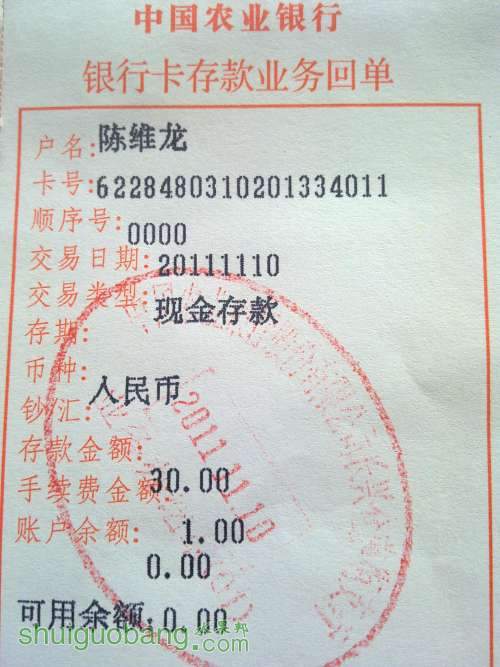 中国农业银行
银行卡存款业务回单
户名:陈维龙
卡号:6228480310201334011
顺序号:0000
交易日期:20111110
交易类型:现金存款
存期:
币种:人民币
钞/汇:
存款金额:30.00
手续费金额:1.00
账户余额:0.00
可用余额:0.00
2011.11.10
shuiguobang.com